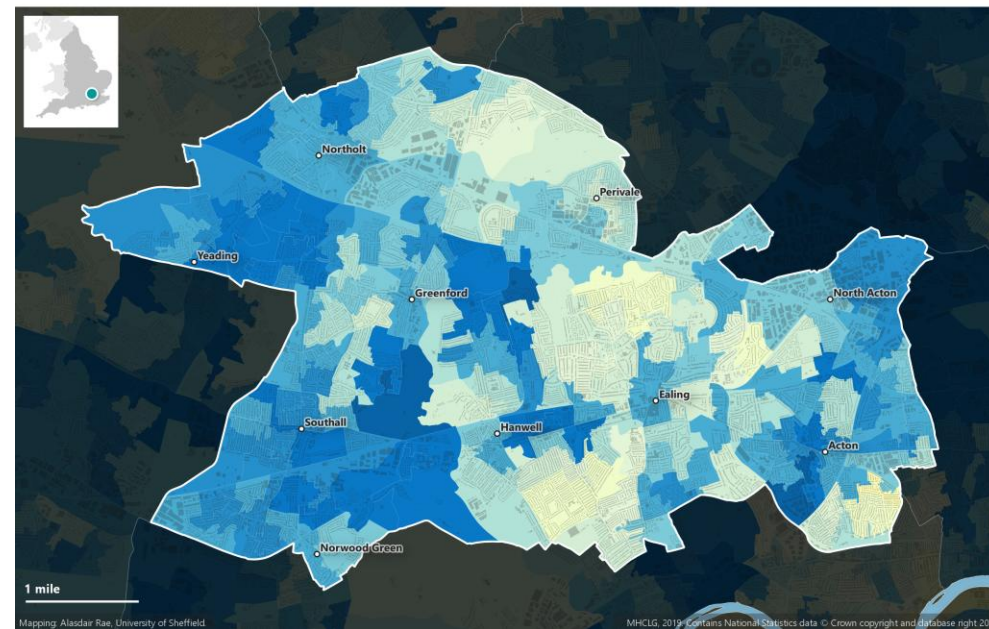 Northolt
Perivale
Yeading
Greenford
North Acton
Ealing
Southall
Hanwell
Acton
Norwood Green
1 mile
Mapping: Alasdair Rae, University of Sheffield.
MHCLG, 2019. Contains National Statistics data © Crown copyright and database right 20